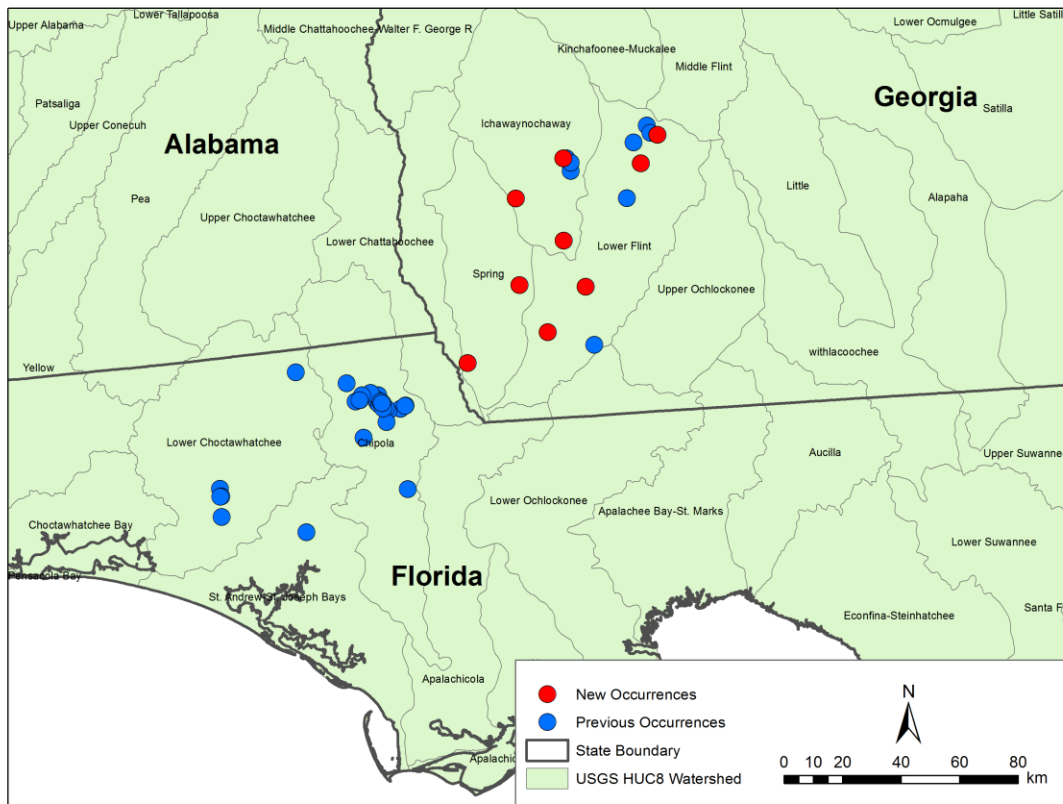 Lower Tallapoosa
Upper Alabama
Middle Chattahoochee-Walter F. George R
Lower Ocmulgee
Little Satill
Kinchafoonee-Muckalee
Middle Flint
Georgia
Patsaliga
Satilla
Upper Conecuh
Ichawaynochaway
Alabama
Little
Pea
Alapaha
Upper Choctawhatchee
Lower Chattahoochee
Lower Flint
Spring
Upper Ochlockonee
withlacoochee
Yellow
Lower Choctawhatchee
Chipola
Aucilla
Upper Suwanne
Lower Ochlockonee
Apalachee Bay-St. Marks
Choctawhatchee Bay
Lower Suwannee
Pensacola Bay
Florida
St. Andrew-St. Joseph Bays
Econfina-Steinhatchee
Santa F
Apalachicola
Apalachic
New Occurrences
Previous Occurrences
State Boundary
USGS HUC8 Watershed
N
0 10 20 40 60 80
km